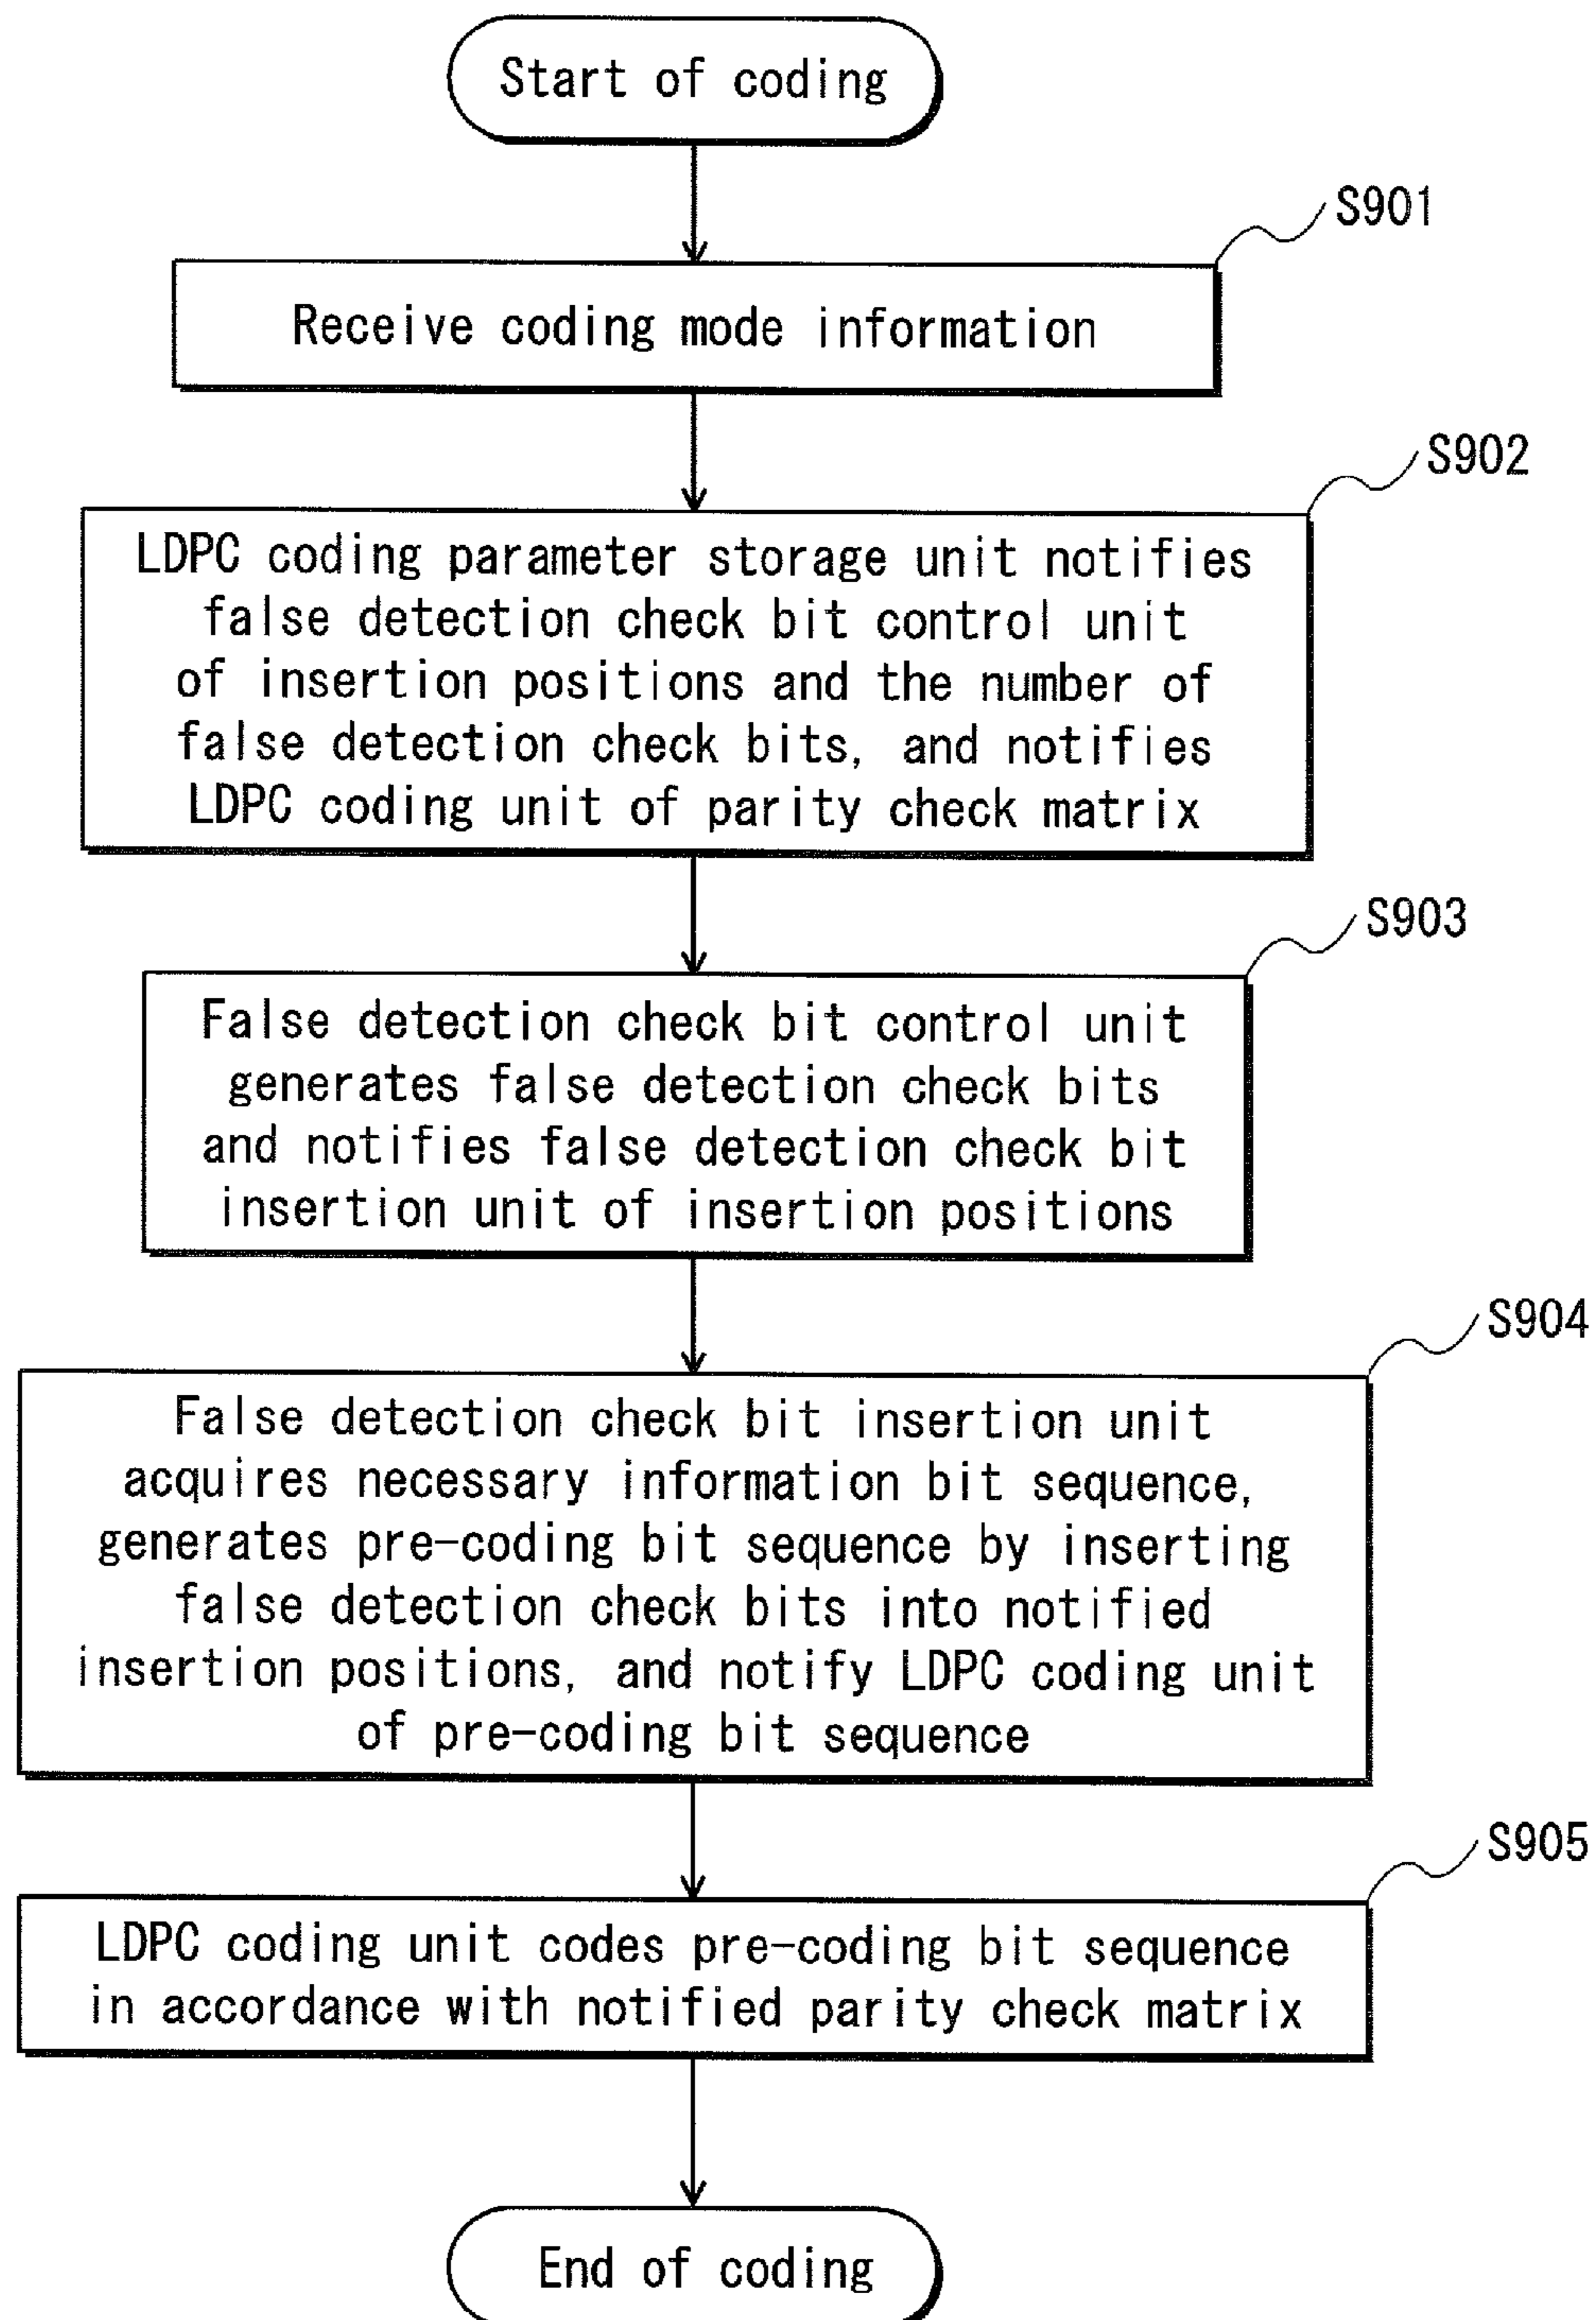 Start of coding
S901
Receive coding mode information
S902
LDPC coding parameter storage unit notifies
false detection check bit control unit
of insertion positions and the number of
false detection check bits, and notifies
LDPC coding unit of parity check matrix
S903
False detection check bit control unit
generates false detection check bits
and notifies false detection check bit
insertion unit of insertion positions
S904
False detection check bit insertion unit
acquires necessary information bit sequence,
generates pre-coding bit sequence by inserting
false detection check bits into notified
insertion positions, and notify LDPC coding unit
of pre-coding bit sequence
S905
LDPC coding unit codes pre-coding bit sequence
in accordance with notified parity check matrix
End of coding